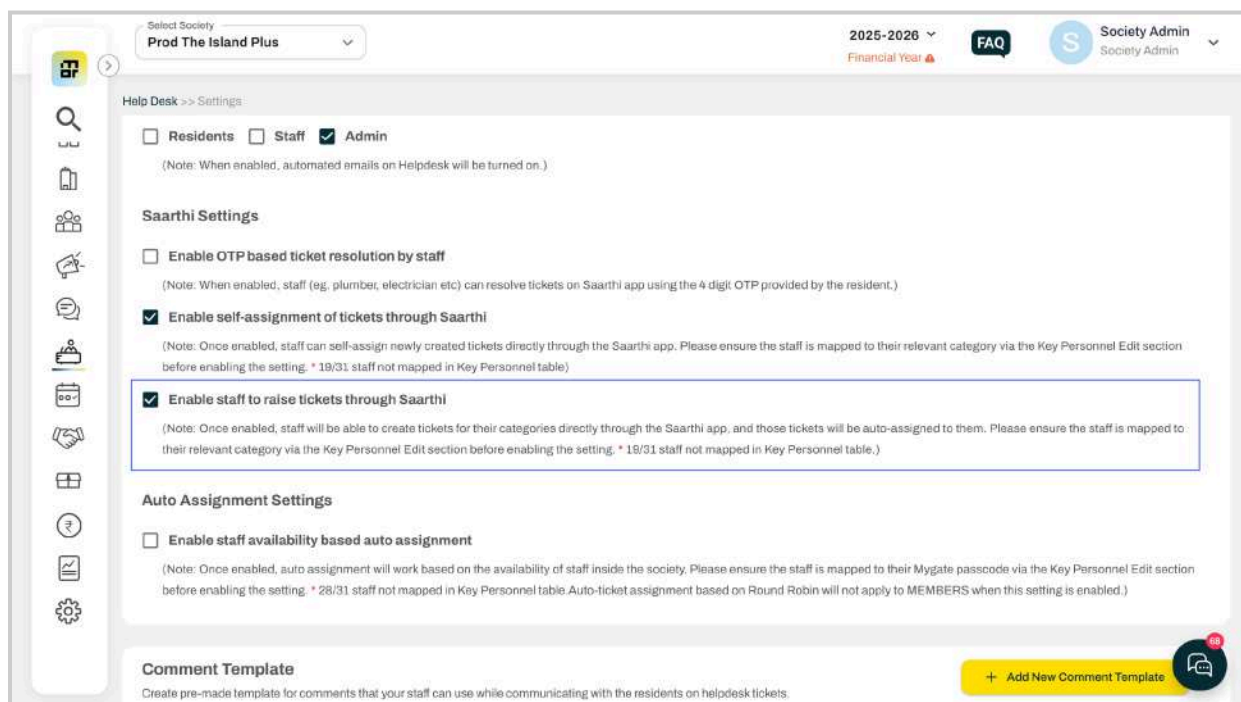 Select Society
Prod The Island Plus
2025-2026
Financial Year
FAQ
S
Society Admin
Society Admin
Help Desk >> Settings
Residents Staff Admin
(Note: When enabled, automated emails on Helpdesk will be turned on.)
Saarthi Settings
Enable OTP based ticket resolution by staff
(Note: When enabled, staff (eg. plumber, electrician etc) can resolve tickets on Saarthi app using the 4 digit OTP provided by the resident.)
Enable self-assignment of tickets through Saarthi
(Note: Once enabled, staff can self-assign newly created tickets directly through the Saarthi app. Please ensure the staff is mapped to their relevant category via the Key Personnel Edit section
before enabling the setting. * 19/31 staff not mapped in Key Personnel table)
Enable staff to raise tickets through Saarthi
(Note: Once enabled, staff will be able to create tickets for their categories directly through the Saarthi app, and those tickets will be auto-assigned to them. Please ensure the staff is mapped to
their relevant category via the Key Personnel Edit section before enabling the setting. * 19/31 staff not mapped in Key Personnel table.)
Auto Assignment Settings
Enable staff availability based auto assignment
(Note: Once enabled, auto assignment will work based on the availability of staff inside the society. Please ensure the staff is mapped to their Mygate passcode via the Key Personnel Edit section
before enabling the setting. * 28/31 staff not mapped in Key Personnel table.Auto-ticket assignment based on Round Robin will not apply to MEMBERS when this setting is enabled.)
Comment Template
Create pre-made template for comments that your staff can use while communicating with the residents on helpdesk tickets.
+ Add New Comment Template
68